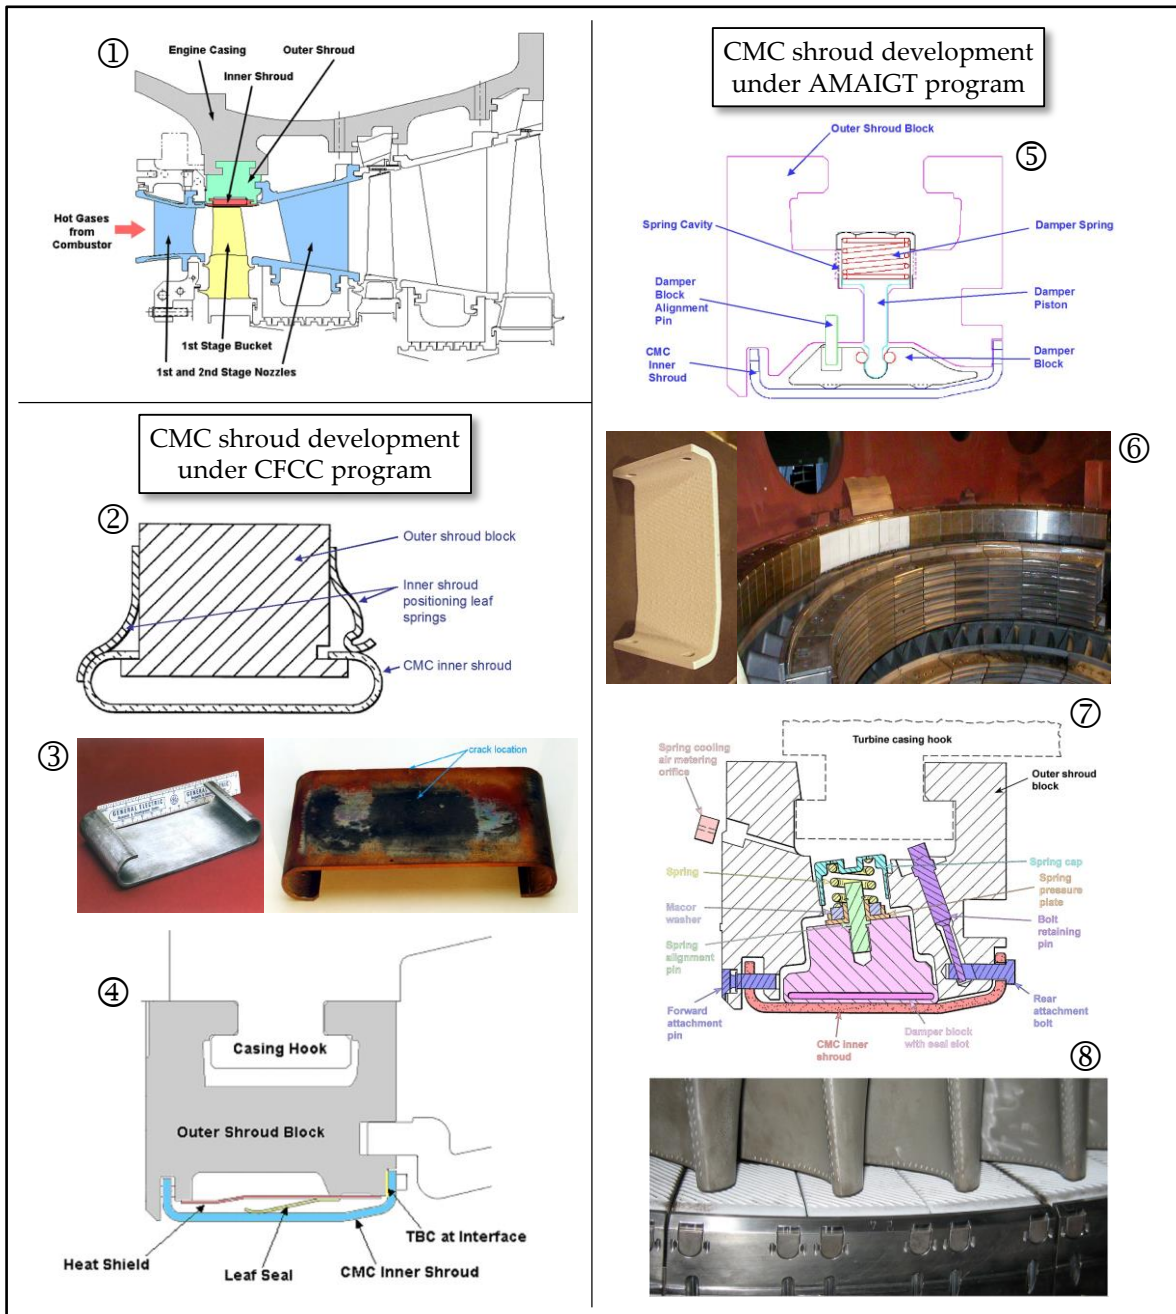 ①
Engine Casing
Outer Shroud
Inner Shroud
Hot Gases
from
Combustor
1st Stage Bucket
1st and 2nd Stage Nozzles
CMC shroud development
under CFCC program
②
Outer shroud block
Inner shroud
positioning leaf
springs
CMC inner shroud
③
GENERAL ELECTRIC
crack location
④
Casing Hook
Outer Shroud Block
TBC at Interface
Heat Shield
Leaf Seal
CMC Inner Shroud
CMC shroud development
under AMAIGT program
⑤
Outer Shroud Block
Spring Cavity
Damper Spring
Damper
Block
Alignment
Pin
Damper
Piston
CMC
Inner
Shroud
Damper
Block
⑥
⑦
Turbine casing hook
Spring cooling
air metering
orifice
Outer shroud
block
Spring
Spring cap
Spring
pressure
plate
Macor
washer
Bolt
retaining
pin
Spring
alignment
pin
Forward
attachment
pin
Rear
attachment
bolt
Damper block
with seal slot
CMC inner
shroud
⑧